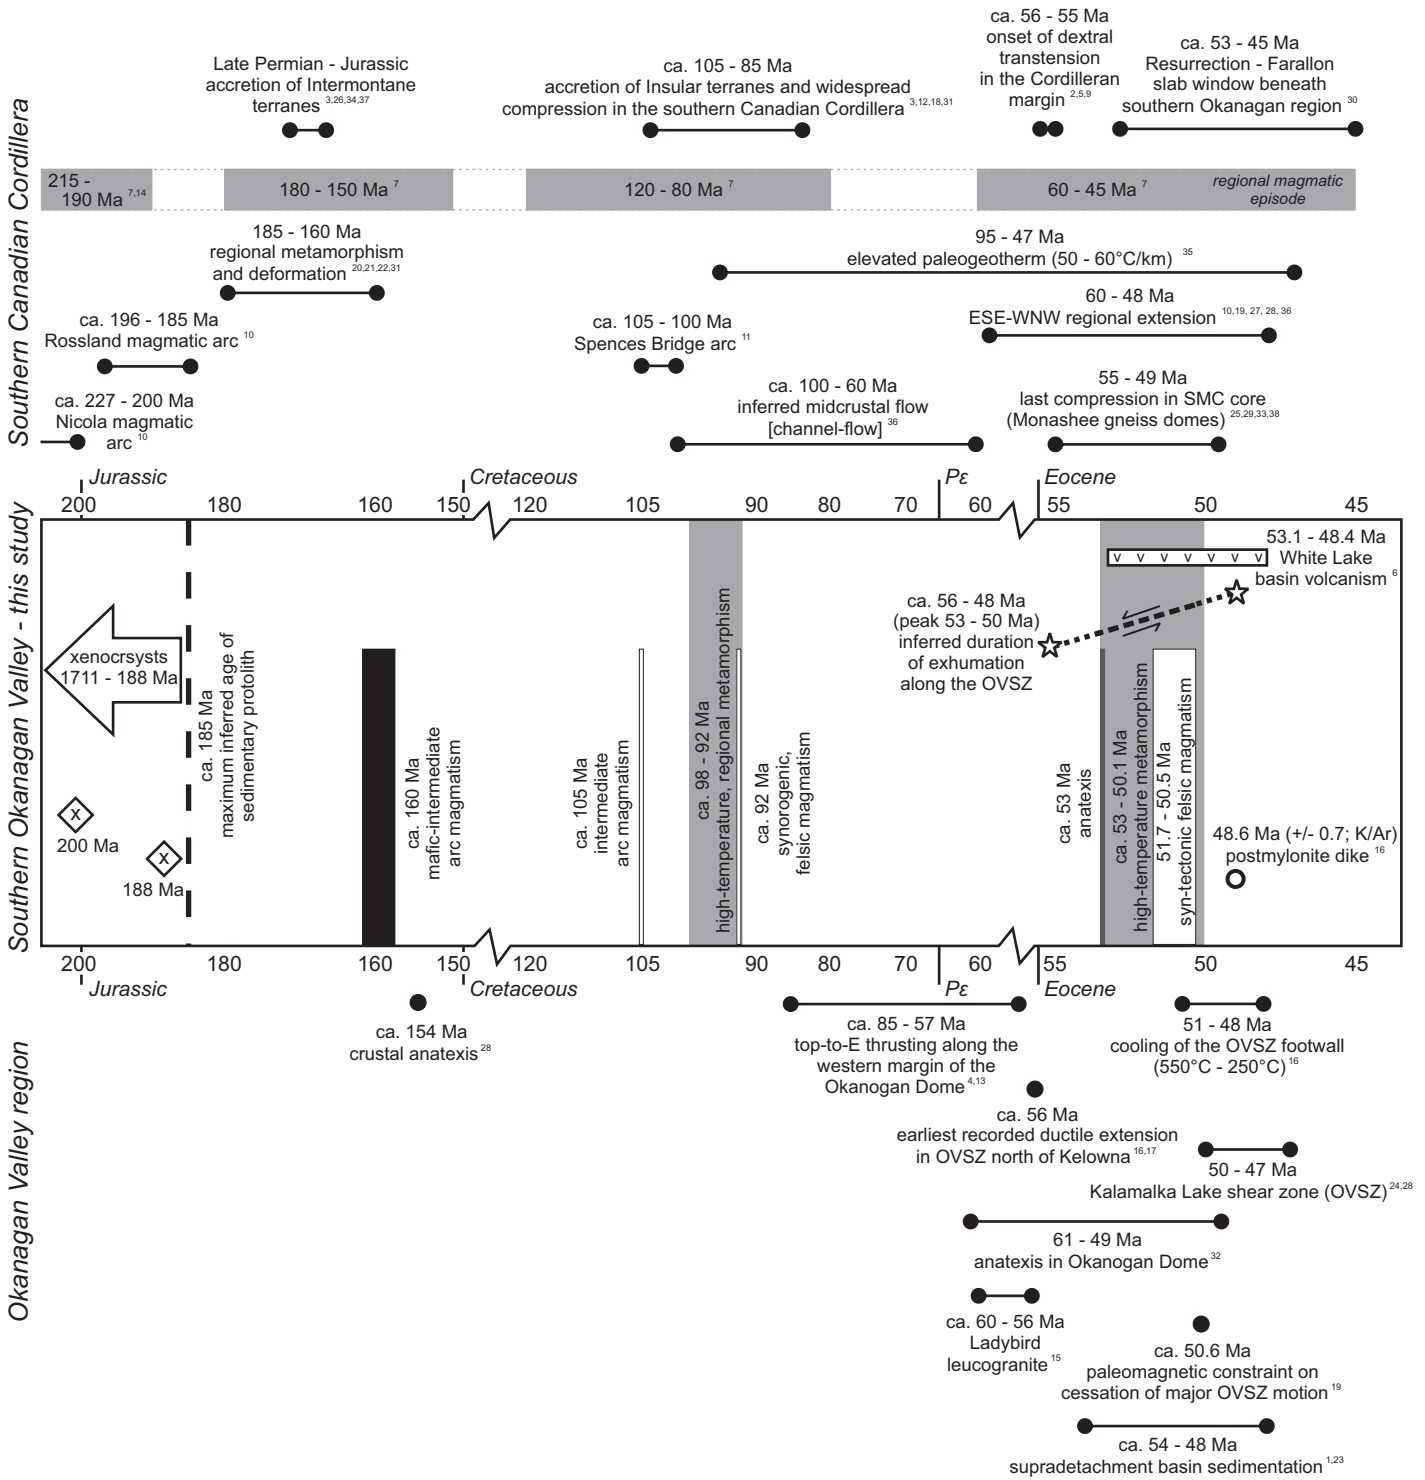 Southern Canadian Cordillera
Late Permian - Jurassic
accretion of Intermontane
terranes 3,26,34,37
ca. 105 - 85 Ma
accretion of Insular terranes and widespread
compression in the southern Canadian Cordillera 3,12,18,31
ca. 56 - 55 Ma
onset of dextral
transtension
in the Cordilleran
margin 2,5,9
ca. 53 - 45 Ma
Resurrection - Farallon
slab window beneath
southern Okanagan region 30
215 -
190 Ma 7,14
180 - 150 Ma 7
120 - 80 Ma 7
60 - 45 Ma 7
regional magmatic
episode
185 - 160 Ma
regional metamorphism
and deformation 20,21,22,31
95 - 47 Ma
elevated paleogeotherm (50 - 60°C/km) 35
60 - 48 Ma
ESE-WNW regional extension 10,19, 27, 28, 36
ca. 196 - 185 Ma
Rossland magmatic arc 10
ca. 105 - 100 Ma
Spences Bridge arc 11
ca. 100 - 60 Ma
inferred midcrustal flow
[channel-flow] 36
55 - 49 Ma
last compression in SMC core
(Monashee gneiss domes) 25,29,33,38
ca. 227 - 200 Ma
Nicola magmatic
arc 10
Jurassic
Cretaceous
Pε
Eocene
200 180 160 150 120 105 90 80 70 60 55 50 45
Southern Okanagan Valley - this study
xenocrsysts
1711 - 188 Ma
200 Ma
188 Ma
ca. 185 Ma
maximum inferred age of
sedimentary protolith
ca. 160 Ma
mafic-intermediate
arc magmatism
ca. 105 Ma
intermediate
arc magmatism
ca. 98 - 92 Ma
high-temperature, regional metamorphism
ca. 92 Ma
synorogenic,
felsic magmatism
ca. 56 - 48 Ma
(peak 53 - 50 Ma)
inferred duration
of exhumation
along the OVSZ
v v v v v v v
53.1 - 48.4 Ma
White Lake
basin volcanism 6
ca. 53 Ma
anatexis
ca. 53 - 50.1 Ma
high-temperature metamorphism
51.7 - 50.5 Ma
syn-tectonic felsic magmatism
48.6 Ma (+/- 0.7; K/Ar)
postmylonite dike 16
X
X
200 180 160 150 120 105 90 80 70 60 55 50 45
Jurassic
Cretaceous
Pε
Eocene
Okanagan Valley region
ca. 154 Ma
crustal anatexis 28
ca. 85 - 57 Ma
top-to-E thrusting along the
western margin of the
Okanogan Dome 4,13
51 - 48 Ma
cooling of the OVSZ footwall
(550°C - 250°C) 16
ca. 56 Ma
earliest recorded ductile extension
in OVSZ north of Kelowna 16,17
50 - 47 Ma
Kalamalka Lake shear zone (OVSZ) 24,28
61 - 49 Ma
anatexis in Okanogan Dome 32
ca. 60 - 56 Ma
Ladybird
leucogranite 15
ca. 50.6 Ma
paleomagnetic constraint on
cessation of major OVSZ motion 19
ca. 54 - 48 Ma
supradetachment basin sedimentation 1,23